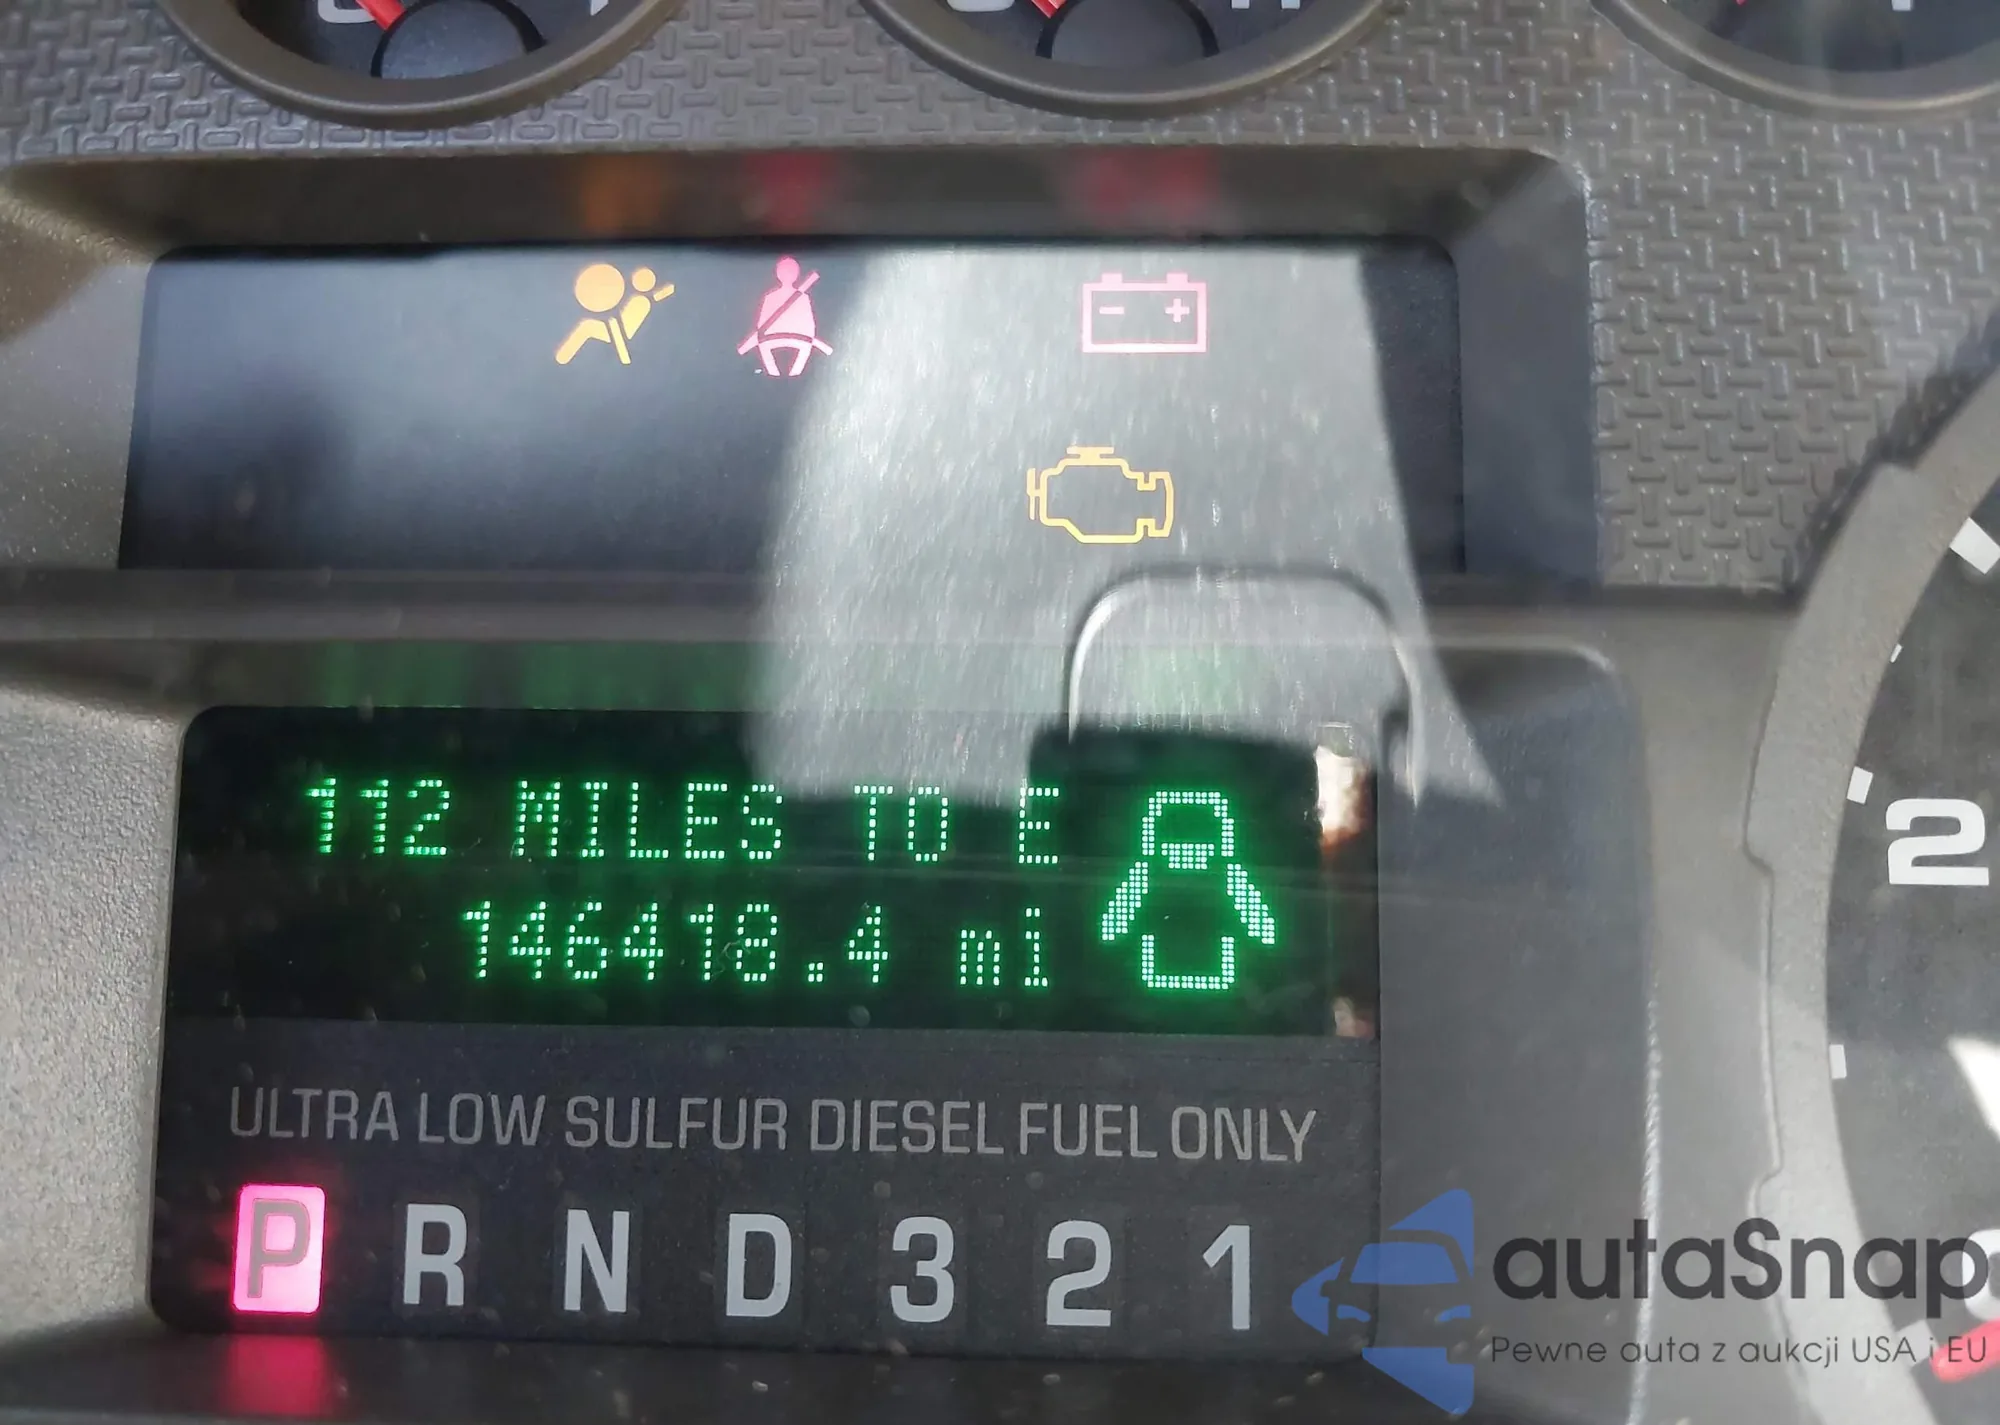 112 MILES TO E
146418.4 mi
ULTRA LOW SULFUR DIESEL FUEL ONLY
P R N D 3 2 1
2
autaSnap
Pewne auta z aukcji USA i EU